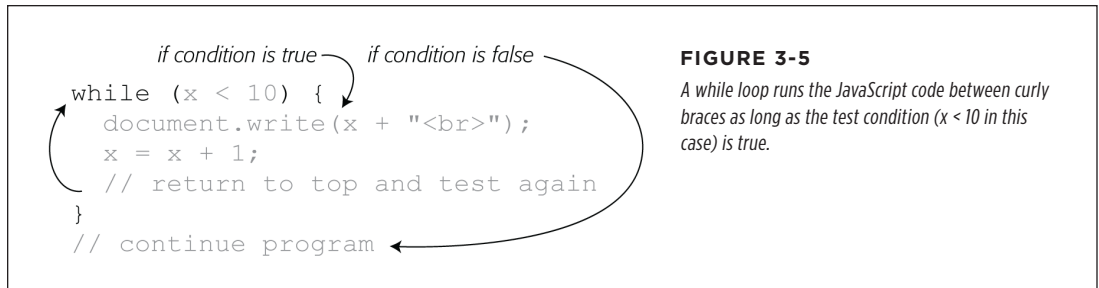 if condition is true if condition is false
while (x < 10) {
document.write(x + "<br>");
x = x + 1;
// return to top and test again
}
// continue program
FIGURE 3-5
A while loop runs the JavaScript code between curly
braces as long as the test condition (x < 10 in this
case) is true.